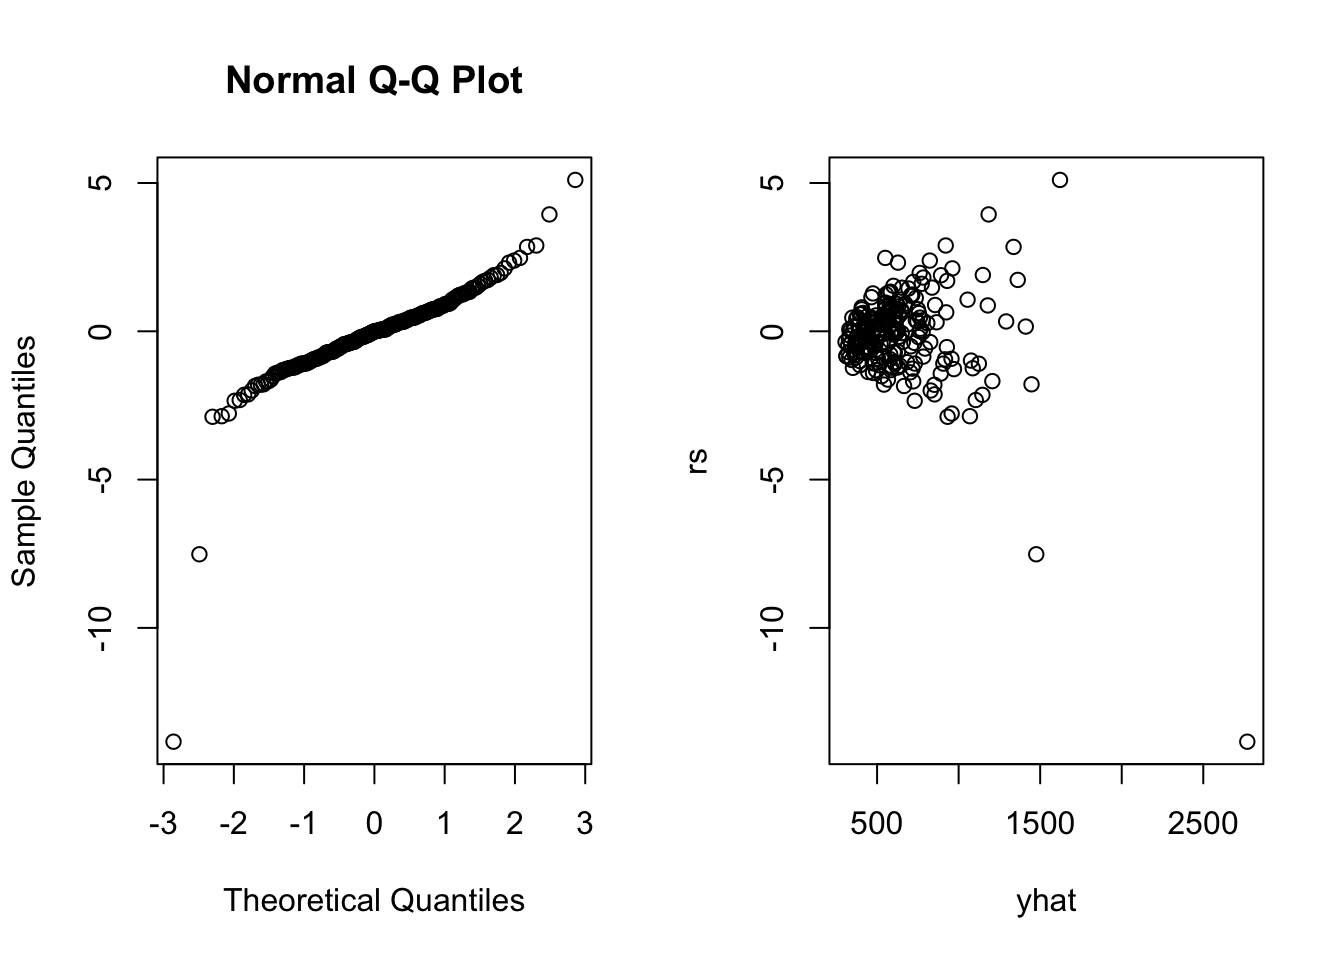 Normal Q-Q Plot
Sample Quantiles
5
0
-5
-10
-3 -2 -1 0 1 2 3
Theoretical Quantiles
rs
5
0
-5
-10
500 1500 2500
yhat